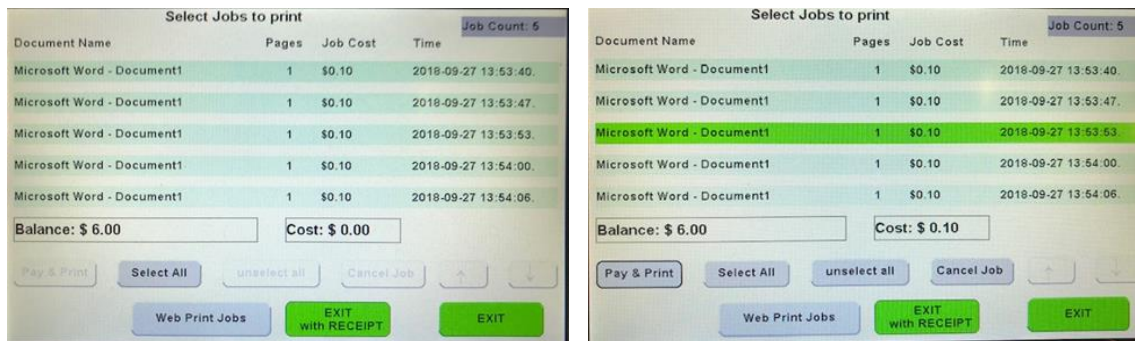 Select Jobs to print
Job Count: 5
Document Name Pages Job Cost Time
Microsoft Word - Document1 1 $0.10 2018-09-27 13:53:40.
Microsoft Word - Document1 1 $0.10 2018-09-27 13:53:47.
Microsoft Word - Document1 1 $0.10 2018-09-27 13:53:53.
Microsoft Word - Document1 1 $0.10 2018-09-27 13:54:00.
Microsoft Word - Document1 1 $0.10 2018-09-27 13:54:06.
Balance: $ 6.00 Cost: $ 0.00
Pay & Print Select All unselect all Cancel Job
Web Print Jobs EXIT with RECEIPT EXIT
Select Jobs to print
Job Count: 5
Document Name Pages Job Cost Time
Microsoft Word - Document1 1 $0.10 2018-09-27 13:53:40.
Microsoft Word - Document1 1 $0.10 2018-09-27 13:53:47.
Microsoft Word - Document1 1 $0.10 2018-09-27 13:53:53.
Microsoft Word - Document1 1 $0.10 2018-09-27 13:54:00.
Microsoft Word - Document1 1 $0.10 2018-09-27 13:54:06.
Balance: $ 6.00 Cost: $ 0.10
Pay & Print Select All unselect all Cancel Job
Web Print Jobs EXIT with RECEIPT EXIT